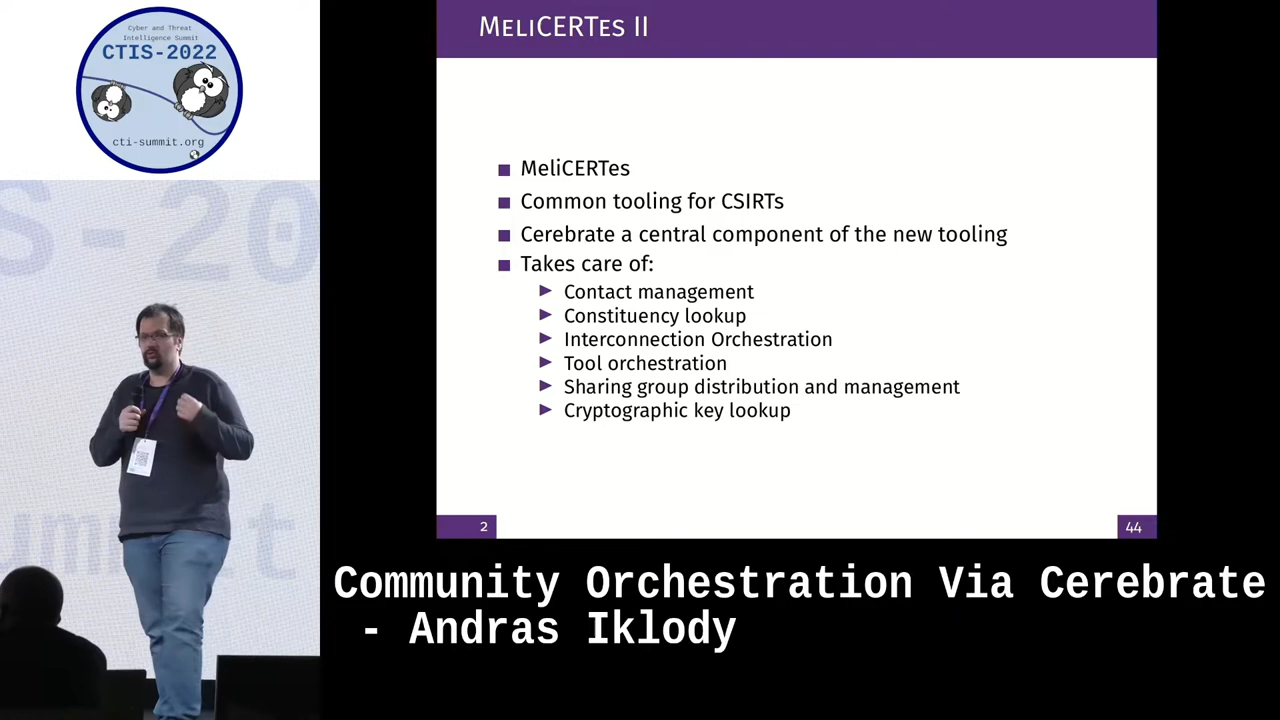 Cyber and Threat
Intelligence Summit
CTIS-2022
cti-summit.org
S-20
ummit
MeliCERTes II
MeliCERTes
Common tooling for CSIRTs
Cerebrate a central component of the new tooling
Takes care of:
Contact management
Constituency lookup
Interconnection Orchestration
Tool orchestration
Sharing group distribution and management
Cryptographic key lookup
2
44
Community Orchestration Via Cerebrate
- Andras Iklody